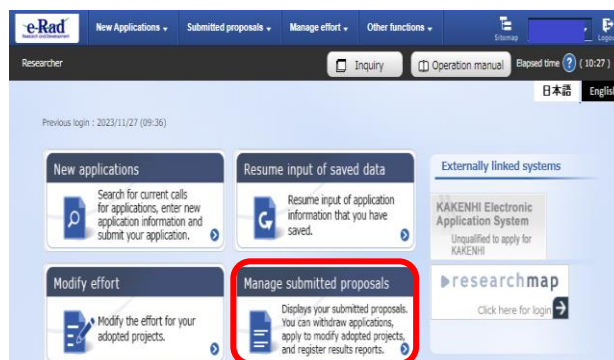 e-Rad
Research and Development
New Applications
Submitted proposals
Manage effort
Other functions
Sitemap
Logou
Researcher
Inquiry
Operation manual
Elapsed time ? ( 10:27 )
日本語
English
Previous login : 2023/11/27 (09:36)
New applications
Search for current calls
for applications, enter new
application information and
submit your application.
Resume input of saved data
Resume input of application
information that you have
saved.
Externally linked systems
KAKENHI Electronic
Application System
Unqualified to apply for
KAKENHI
researchmap
Click here for login
Modify effort
Modify the effort for your
adopted projects.
Manage submitted proposals
Displays your submitted proposals.
You can withdraw applications,
apply to modify adopted projects,
and register results reports.